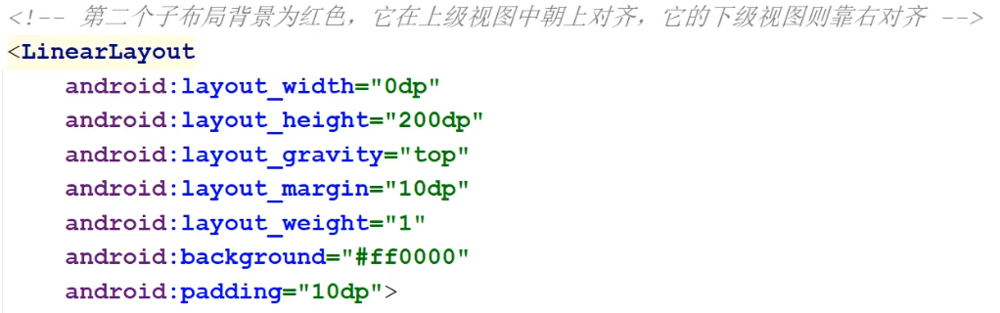 <!-- 第二个子布局背景为红色，它在上级视图中朝上对齐，它的下级视图则靠右对齐 -->
<LinearLayout
    android:layout_width="0dp"
    android:layout_height="200dp"
    android:layout_gravity="top"
    android:layout_margin="10dp"
    android:layout_weight="1"
    android:background="#ff0000"
    android:padding="10dp">